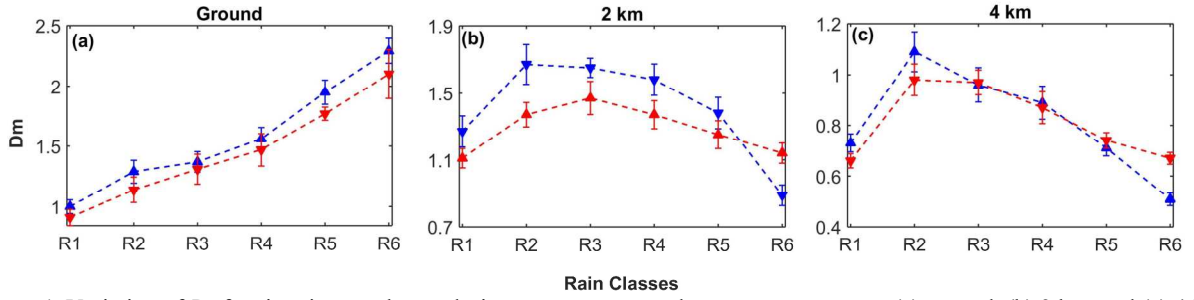 Ground
2 km
4 km
(a)
(b)
(c)
2.5
2
1.5
1
1.9
1.5
1.1
0.7
1.2
1
0.8
0.6
0.4
Dm
R1 R2 R3 R4 R5 R6
R1 R2 R3 R4 R5 R6
R1 R2 R3 R4 R5 R6
Rain Classes